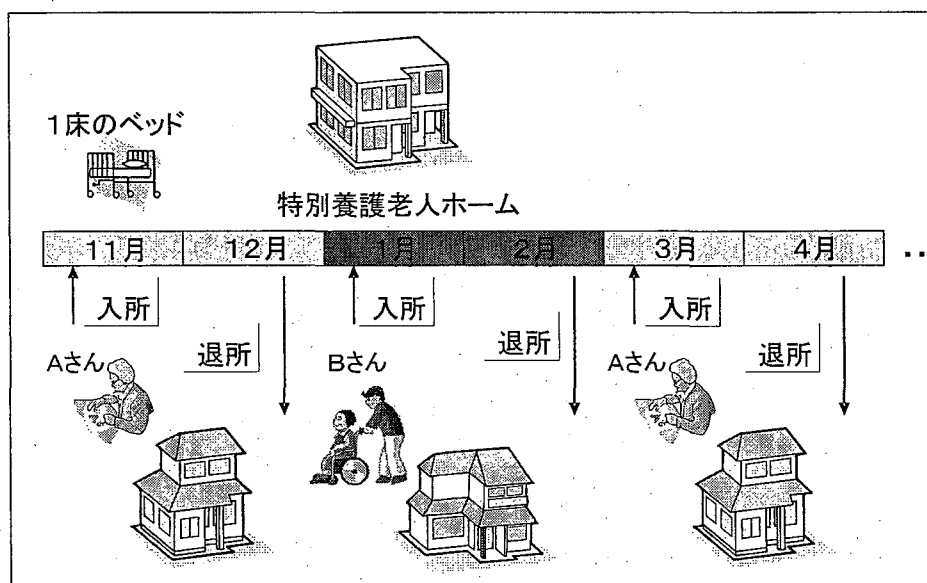 1床のベッド
特別養護老人ホーム
11月 12月 1月 2月 3月 4月 ‥
入所 入所 入所
退所 退所 退所
Aさん Bさん Aさん